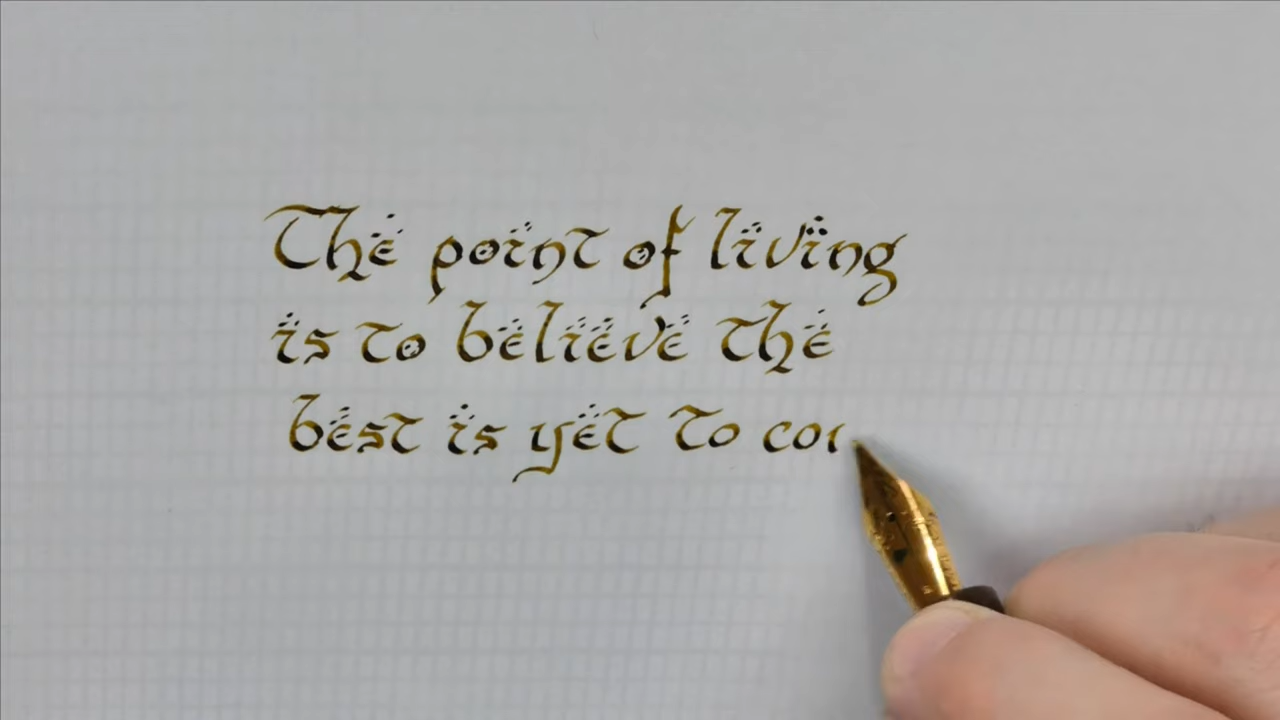 The point of living
is to believe the
best is yet to co